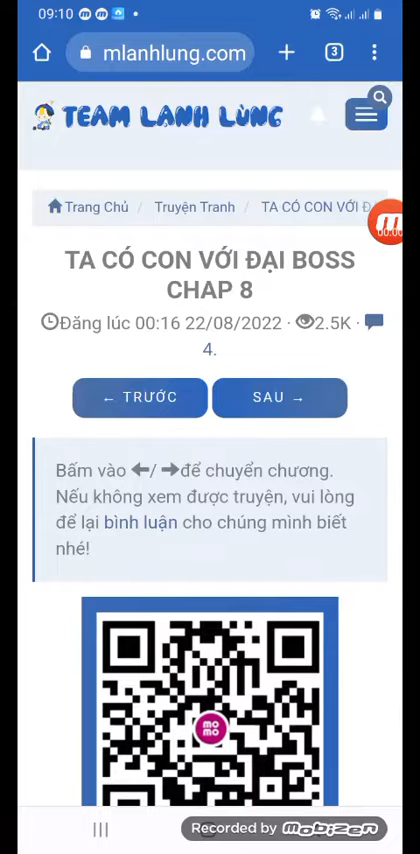 09:10
mlanhlung.com
3
TEAM LẠNH LÙNG
00:00
Trang Chủ / Truyện Tranh / TA CÓ CON VỚI
TA CÓ CON VỚI ĐẠI BOSS
CHAP 8
Đăng lúc 00:16 22/08/2022 · 2.5K ·
4.
← TRƯỚC
SAU →
Bấm vào ←/ →để chuyển chương.
Nếu không xem được truyện, vui lòng
để lại bình luận cho chúng mình biết
nhé!
mo
mo
Recorded by mobizen